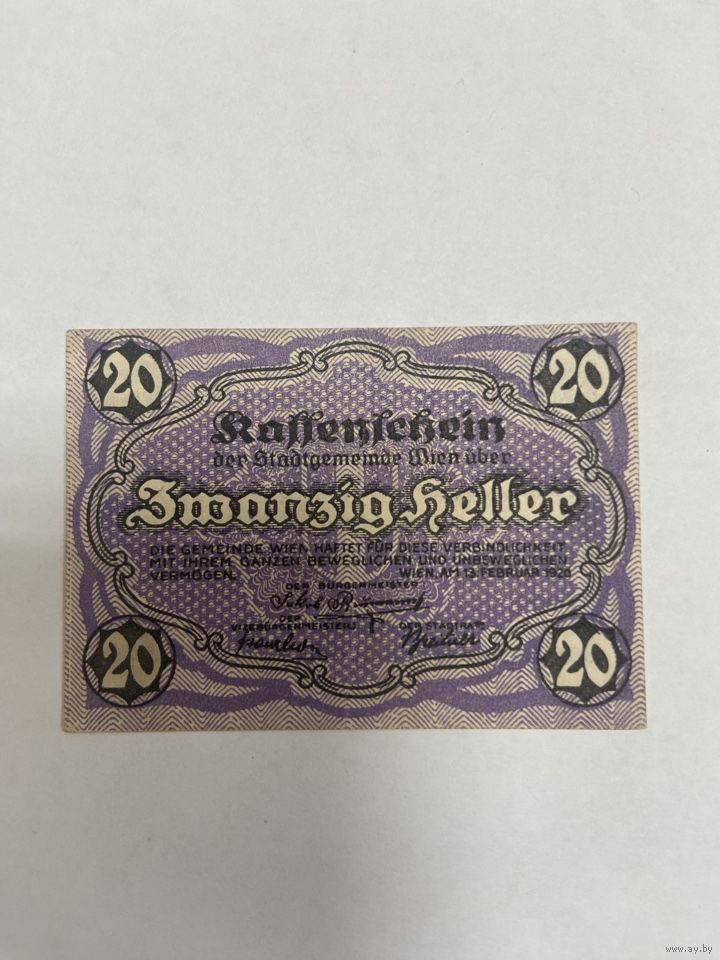 20 20
Kassenschein
der Stadtgemeinde Wien über
Zwanzig Heller
DIE GEMEINDE WIEN HAFTET FÜR DIESE VERBINDLICHKEIT
MIT IHREM GANZEN BEWEGLICHEN UND UNBEWEGLICHEN
VERMÖGEN. WIEN, AM 13. FEBRUAR 1920
DER BÜRGERMEISTER
DER VIZEBÜRGERMEISTER: DER STADTRAT:
20 20
www.ay.by